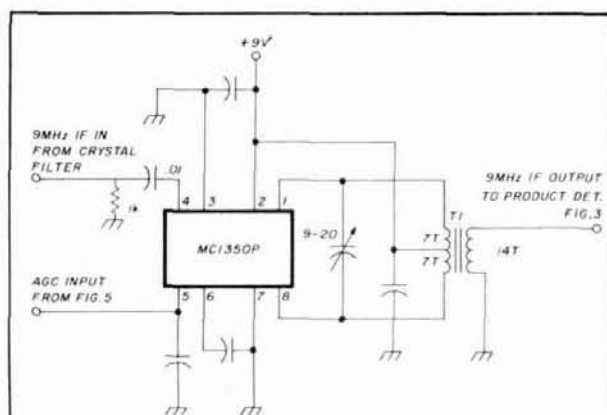 +9V
9MHz IF IN
FROM CRYSTAL
FILTER
.01
1k
4 3 2 1
MC1350P
5 6 7 8
9-20
T1
7T
7T
14T
9MHz IF OUTPUT
TO PRODUCT DET.
FIG. 3
AGC INPUT
FROM FIG. 5